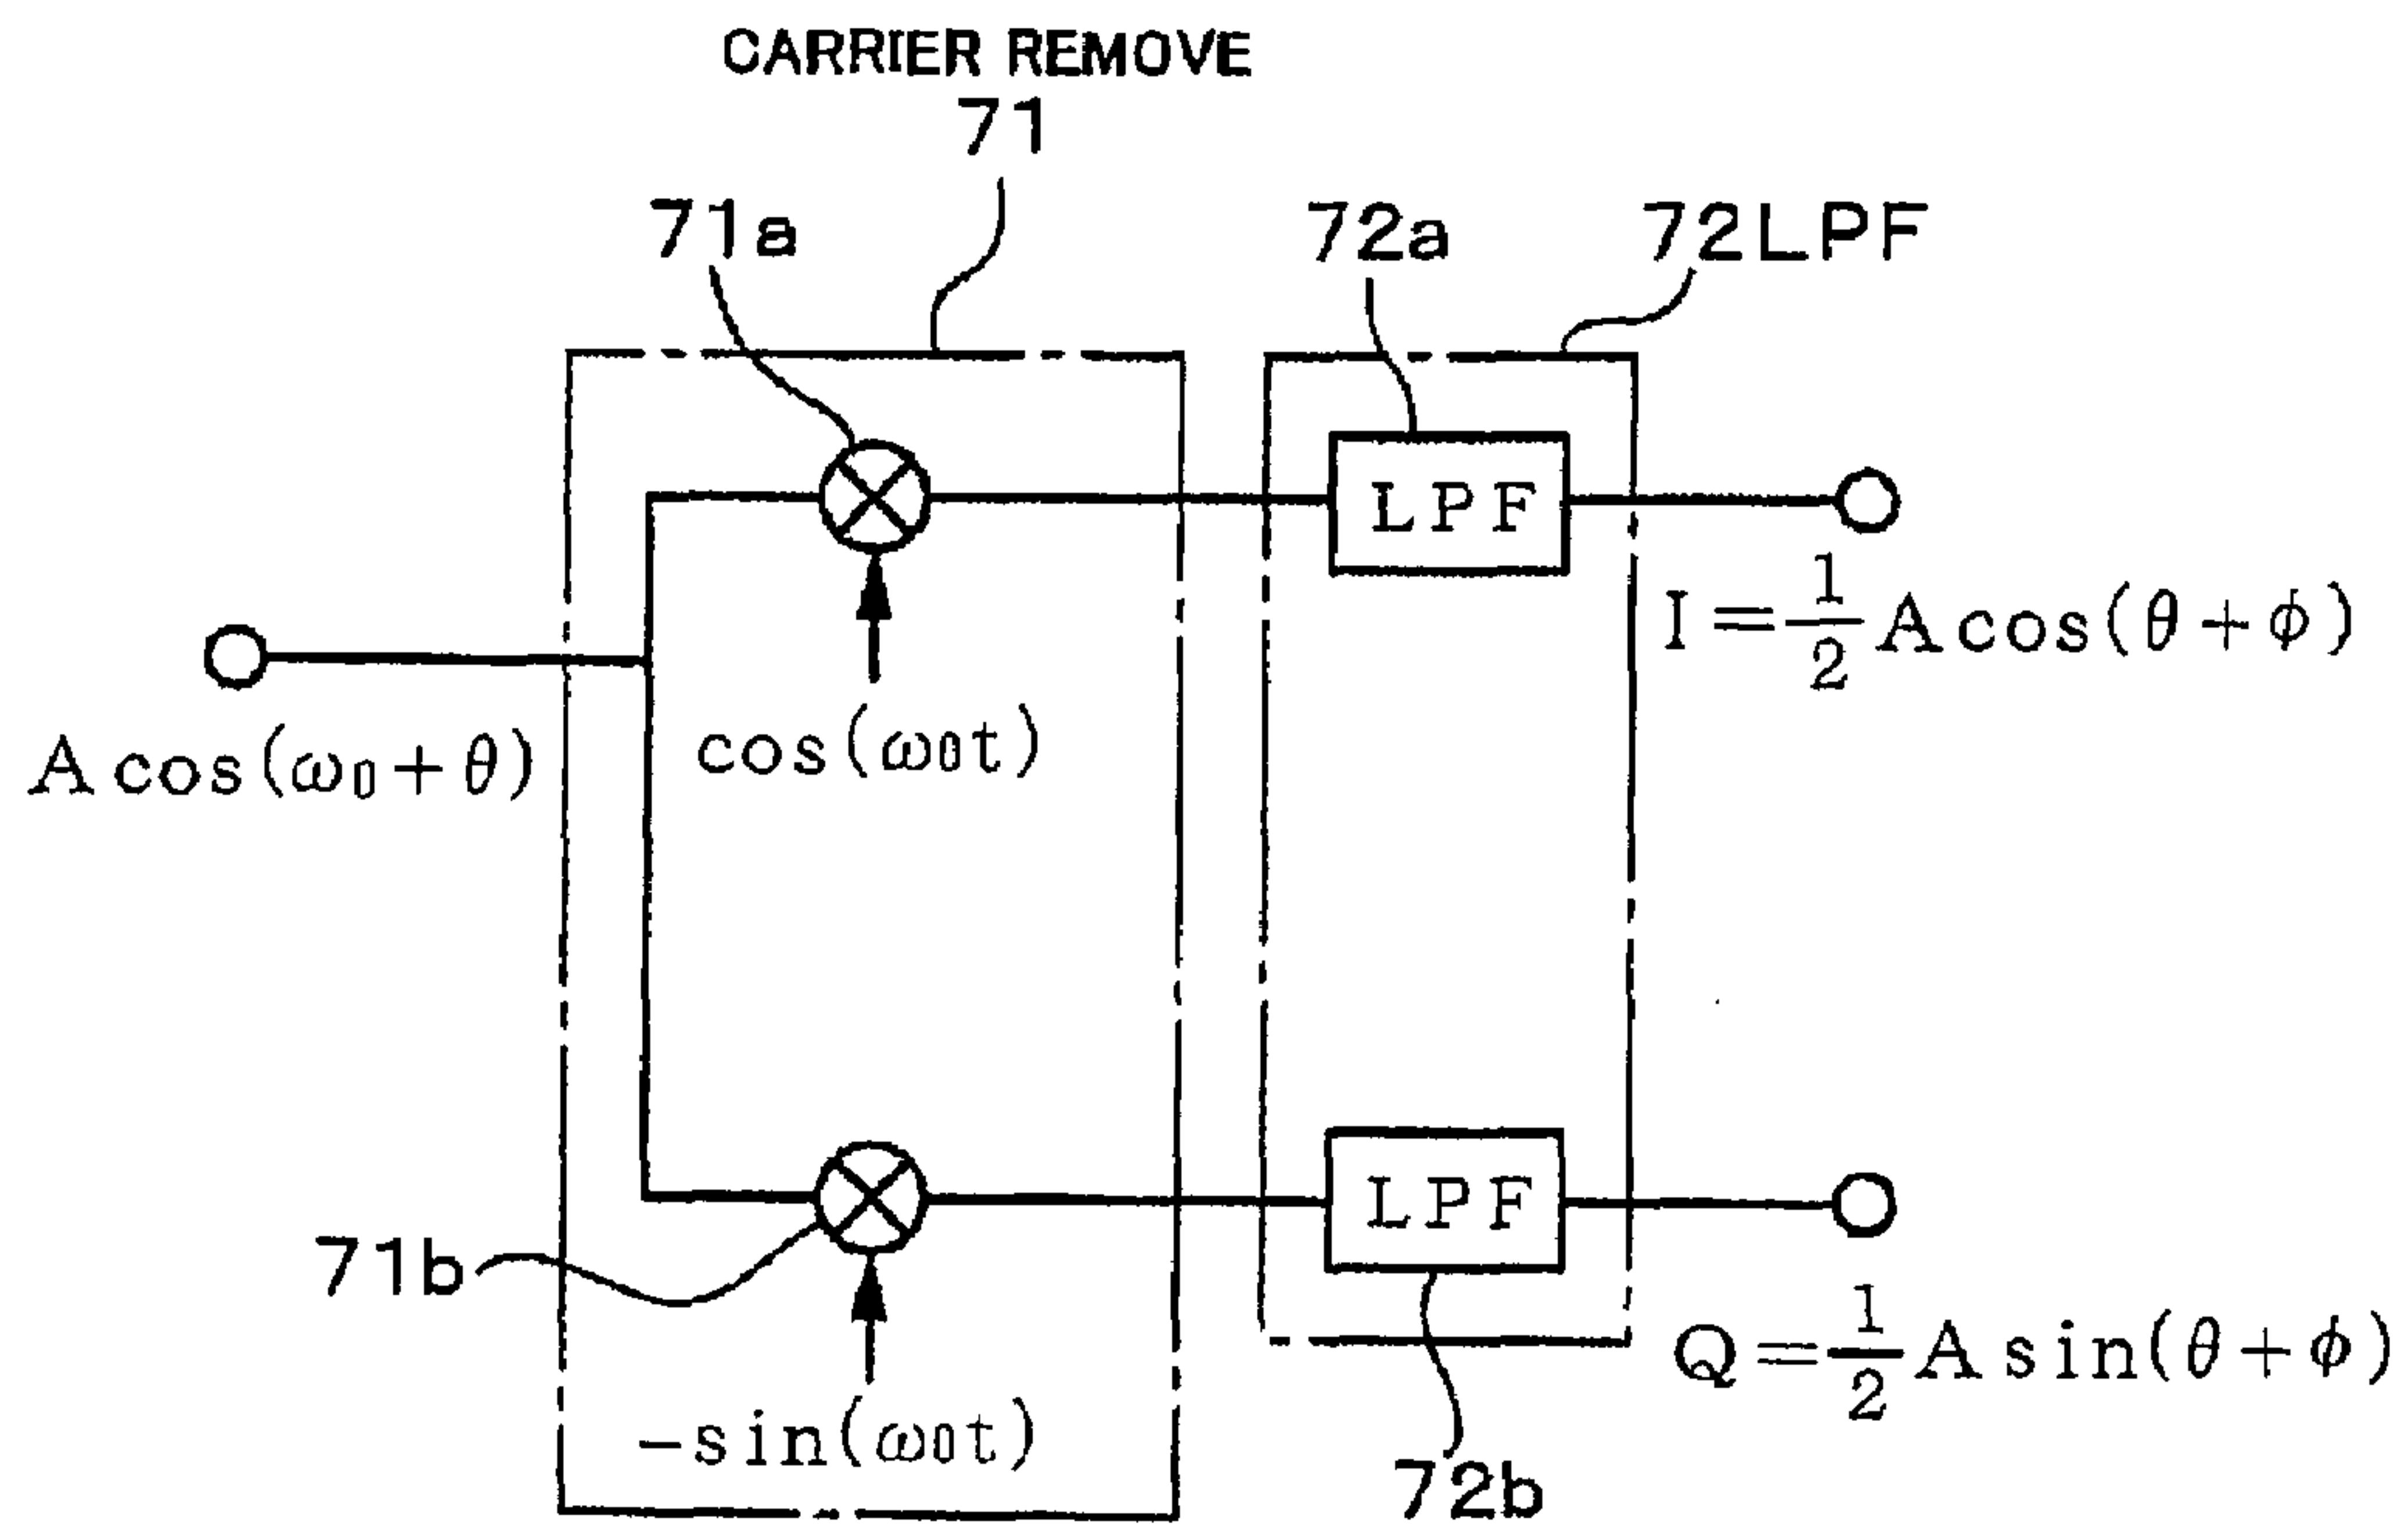 CARRIER REMOVE
71
71a
72a
72LPF
LPF
I=1/2 A cos(θ+ϕ)
A cos(ω0+θ)
cos(ω0t)
LPF
71b
Q=1/2 A sin(θ+ϕ)
-sin(ω0t)
72b